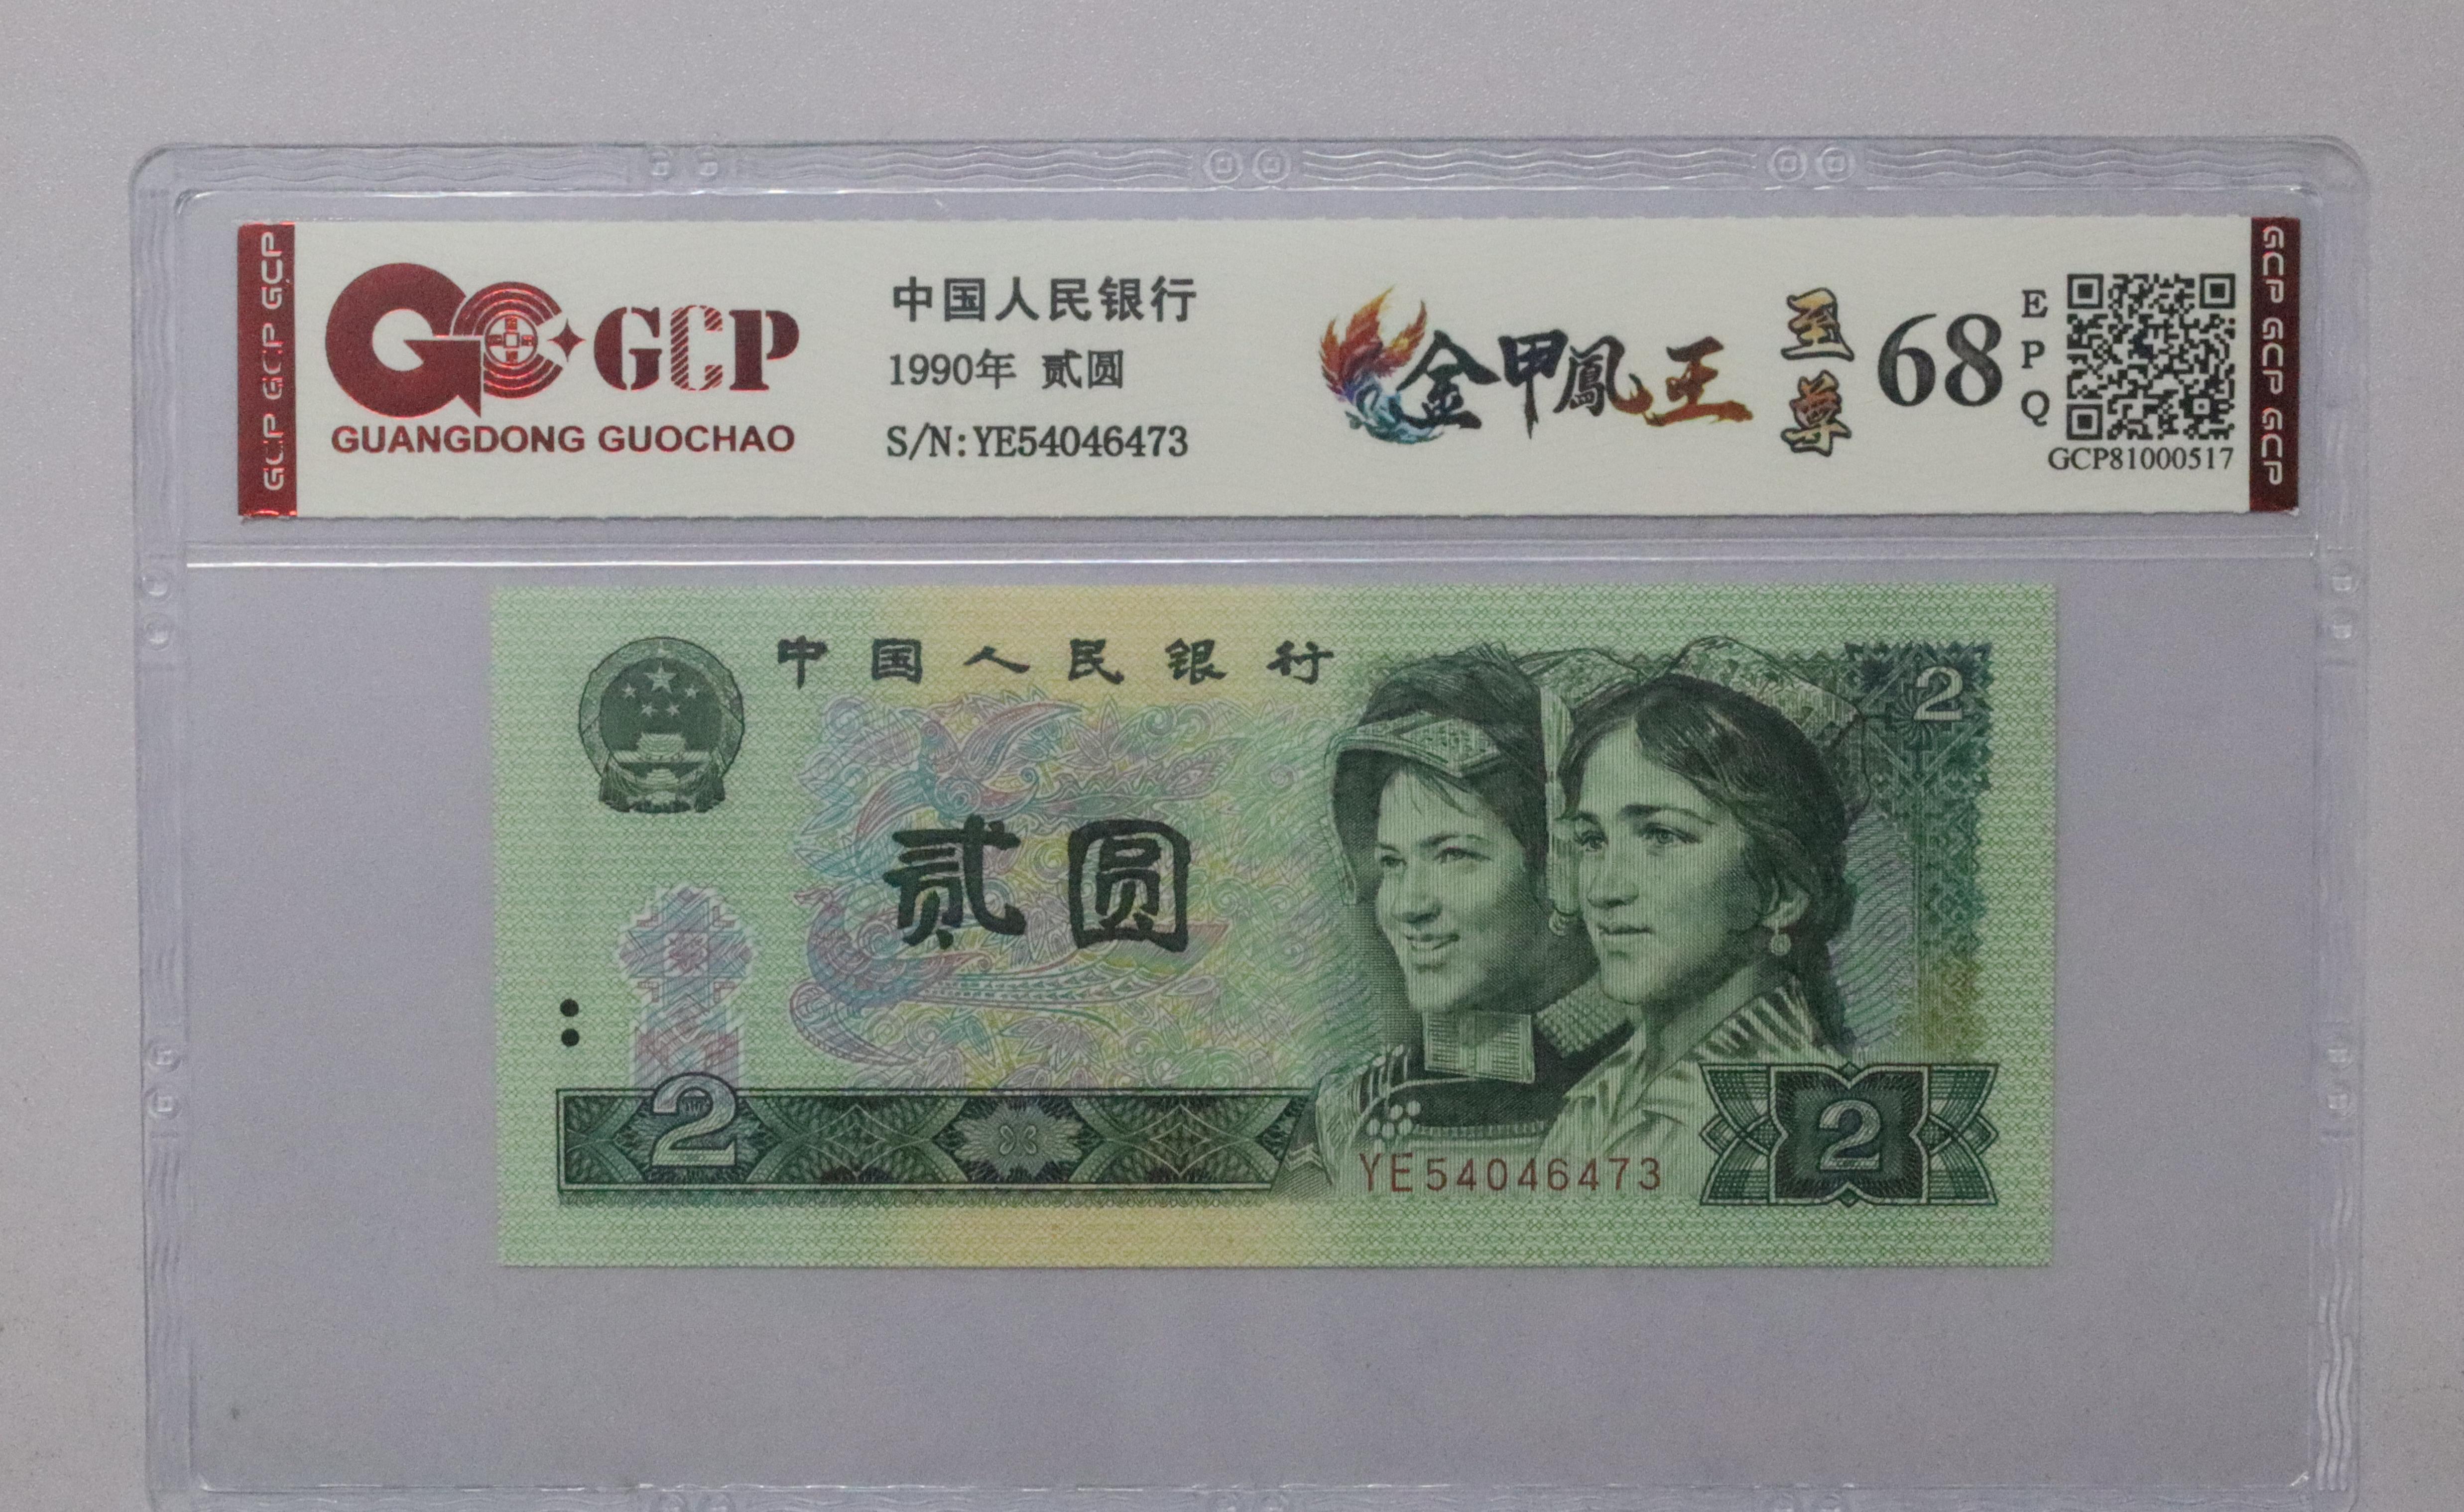 GCP GCP GCP
GCP
GUANGDONG GUOCHAO
中国人民银行
1990年 贰圆
S/N:YE54046473
金甲鳳王
至尊
68
EPQ
GCP81000517
GCP GCP GCP
中国人民银行
2
贰圆
2
YE54046473
2